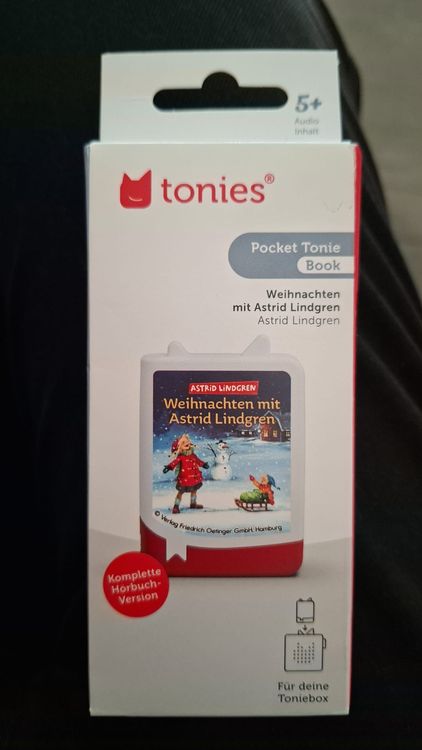 5+
Audio
Inhalt
tonies®
Pocket Tonie
Book
Weihnachten
mit Astrid Lindgren
Astrid Lindgren
ASTRID LINDGREN
Weihnachten mit
Astrid Lindgren
© Verlag Friedrich Oetinger GmbH, Hamburg
Komplette
Hörbuch-
Version
Für deine
Toniebox